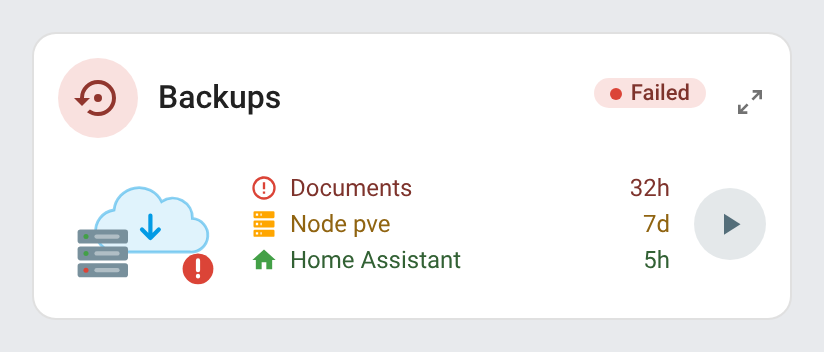 Backups
Failed
Documents 32h
Node pve 7d
Home Assistant 5h